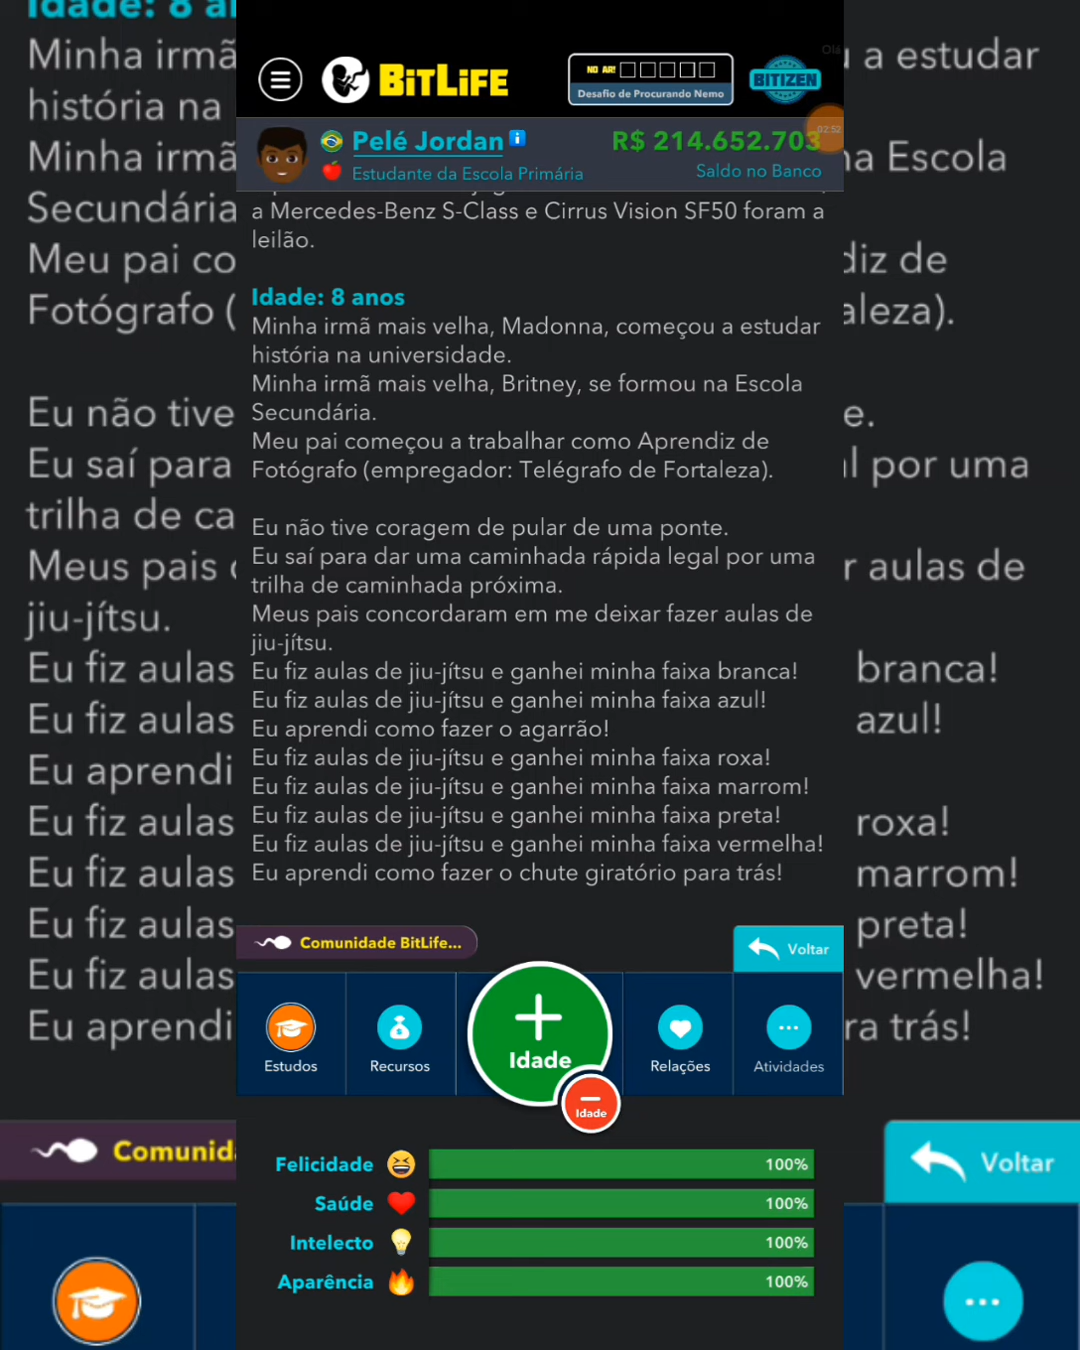 Olá
BiTLiFE
NO AR!
Desafio de Procurando Nemo
BITIZEN
02:52
Pelé Jordan
R$ 214.652.703
Estudante da Escola Primária
Saldo no Banco
a Mercedes-Benz S-Class e Cirrus Vision SF50 foram a
leilão.
Idade: 8 anos
Minha irmã mais velha, Madonna, começou a estudar
história na universidade.
Minha irmã mais velha, Britney, se formou na Escola
Secundária.
Meu pai começou a trabalhar como Aprendiz de
Fotógrafo (empregador: Telégrafo de Fortaleza).
Eu não tive coragem de pular de uma ponte.
Eu saí para dar uma caminhada rápida legal por uma
trilha de caminhada próxima.
Meus pais concordaram em me deixar fazer aulas de
jiu-jítsu.
Eu fiz aulas de jiu-jítsu e ganhei minha faixa branca!
Eu fiz aulas de jiu-jítsu e ganhei minha faixa azul!
Eu aprendi como fazer o agarrão!
Eu fiz aulas de jiu-jítsu e ganhei minha faixa roxa!
Eu fiz aulas de jiu-jítsu e ganhei minha faixa marrom!
Eu fiz aulas de jiu-jítsu e ganhei minha faixa preta!
Eu fiz aulas de jiu-jítsu e ganhei minha faixa vermelha!
Eu aprendi como fazer o chute giratório para trás!
Comunidade BitLife...
Voltar
Estudos
Recursos
Idade
Idade
Relações
Atividades
Felicidade 100%
Saúde 100%
Intelecto 100%
Aparência 100%